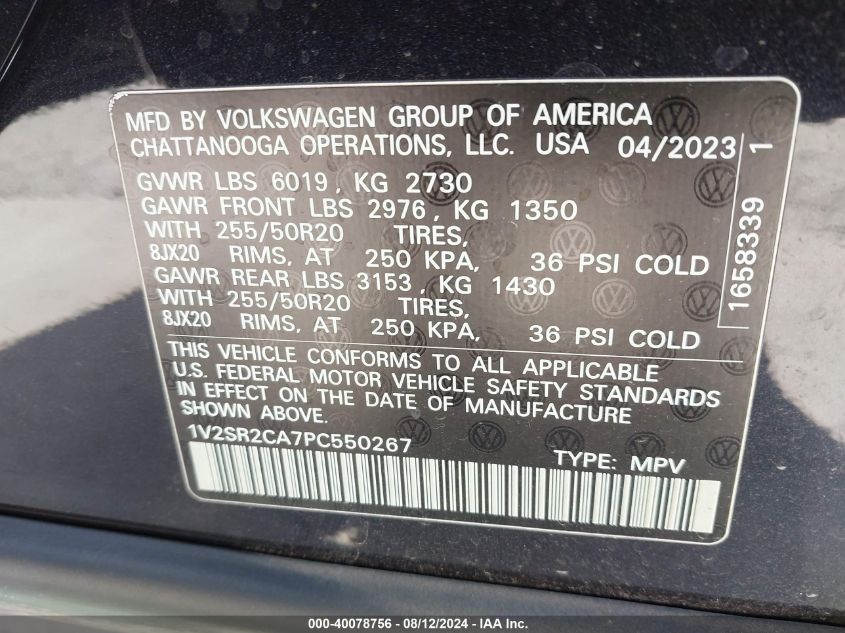 MFD BY VOLKSWAGEN GROUP OF AMERICA
CHATTANOOGA OPERATIONS, LLC. USA 04/2023
GVWR LBS 6019, KG 2730
GAWR FRONT LBS 2976, KG 1350
WITH 255/50R20 TIRES,
8JX20 RIMS, AT 250 KPA, 36 PSI COLD
GAWR REAR LBS 3153, KG 1430
WITH 255/50R20 TIRES,
8JX20 RIMS, AT 250 KPA, 36 PSI COLD
THIS VEHICLE CONFORMS TO ALL APPLICABLE
U.S. FEDERAL MOTOR VEHICLE SAFETY STANDARDS
IN EFFECT ON THE DATE OF MANUFACTURE
SHOWN ABOVE.
1V2SR2CA7PC550267
TYPE: MPV
1658339 1
000-40078756 - 08/12/2024 - IAA Inc.